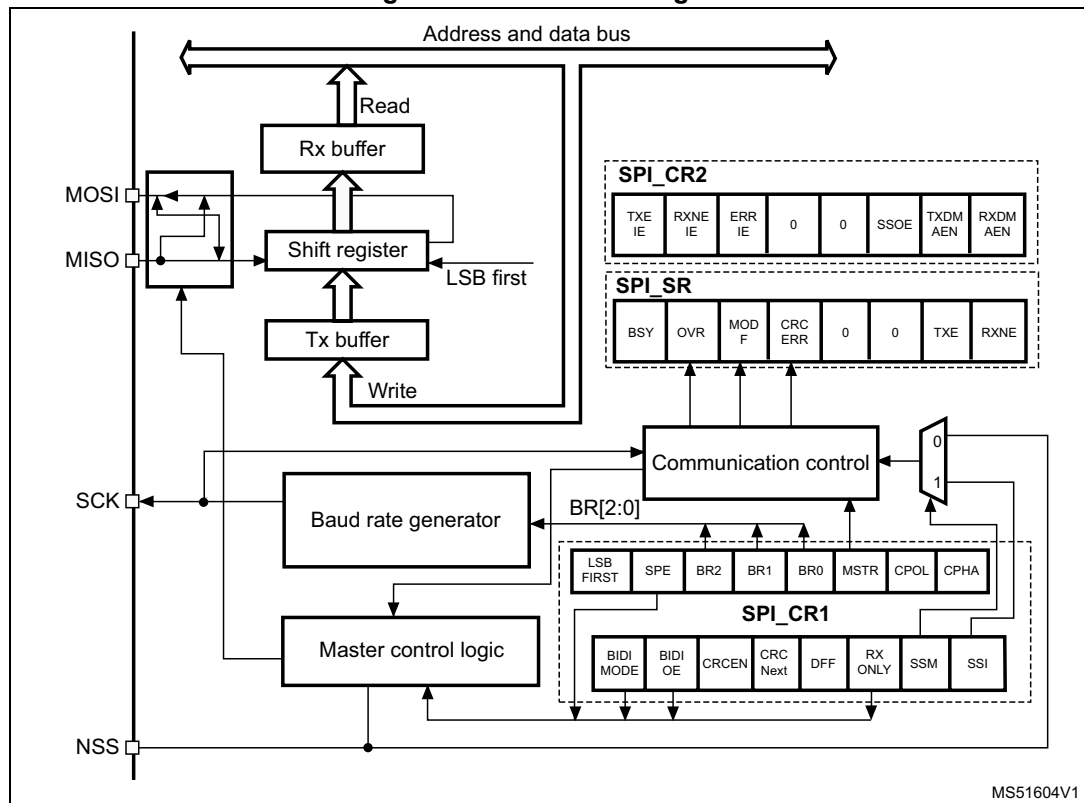 Address and data bus
Read
Rx buffer
MOSI
SPI_CR2
TXE
IE
RXNE
IE
ERR
IE
0
0
SSOE
TXDM
AEN
RXDM
AEN
Shift register
MISO
LSB first
SPI_SR
BSY
OVR
MOD
F
CRC
ERR
0
0
TXE
RXNE
Tx buffer
Write
Communication control
0
1
SCK
Baud rate generator
BR[2:0]
LSB
FIRST
SPE
BR2
BR1
BR0
MSTR
CPOL
CPHA
SPI_CR1
Master control logic
BIDI
MODE
BIDI
OE
CRCEN
CRC
Next
DFF
RX
ONLY
SSM
SSI
NSS
MS51604V1